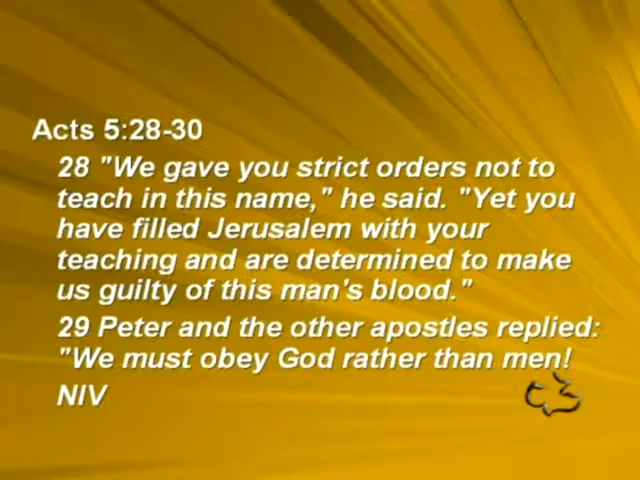 Acts 5:28-30
28 "We gave you strict orders not to
teach in this name," he said. "Yet you
have filled Jerusalem with your
teaching and are determined to make
us guilty of this man's blood."
29 Peter and the other apostles replied:
"We must obey God rather than men!
NIV